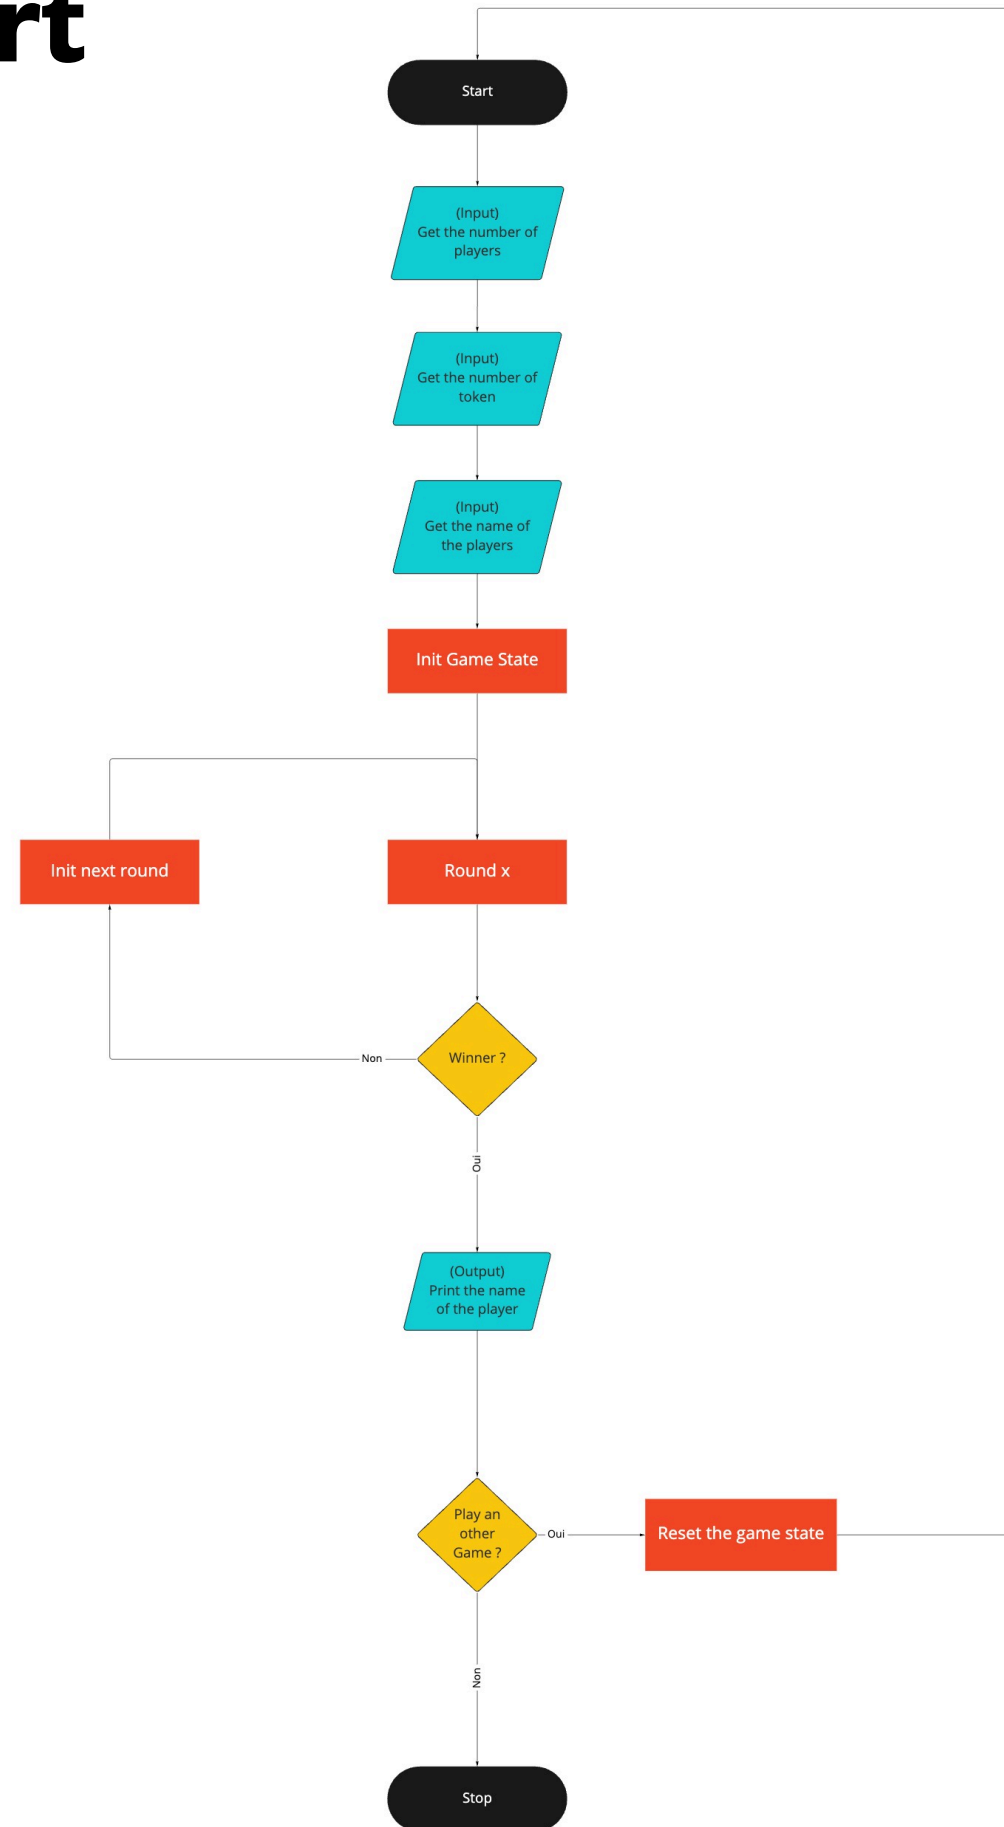 rt
Start
(Input)
Get the number of
players
(Input)
Get the number of
token
(Input)
Get the name of
the players
Init Game State
Init next round
Round x
Winner ?
Non
Oui
(Output)
Print the name
of the player
Play an
other
Game ?
Oui
Reset the game state
Non
Stop